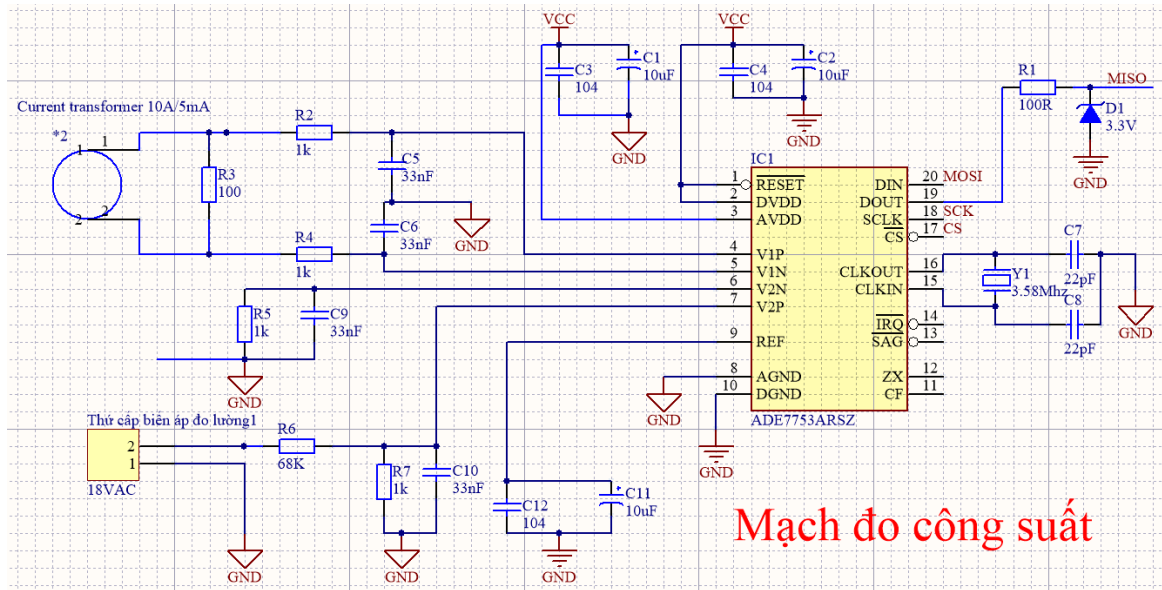 VCC
C3
104
C1
10uF
GND
VCC
C4
104
C2
10uF
GND
R1
100R
MISO
D1
3.3V
GND
Current transformer 10A/5mA
*2
1
1
2
2
R3
100
R2
1k
C5
33nF
C6
33nF
GND
R4
1k
R5
1k
C9
33nF
GND
IC1
1 RESET
2 DVDD
3 AVDD
4 V1P
5 V1N
6 V2N
7 V2P
9 REF
8 AGND
10 DGND
DIN 20 MOSI
DOUT 19
SCLK 18 SCK
CS 17 CS
CLKOUT 16
CLKIN 15
IRQ 14
SAG 13
ZX 12
CF 11
ADE7753ARSZ
Y1
3.58Mhz
C7
22pF
C8
22pF
GND
GND
GND
Thứ cấp biến áp đo lường1
2
1
18VAC
R6
68K
R7
1k
C10
33nF
C12
104
C11
10uF
GND
GND
GND
Mạch đo công suất